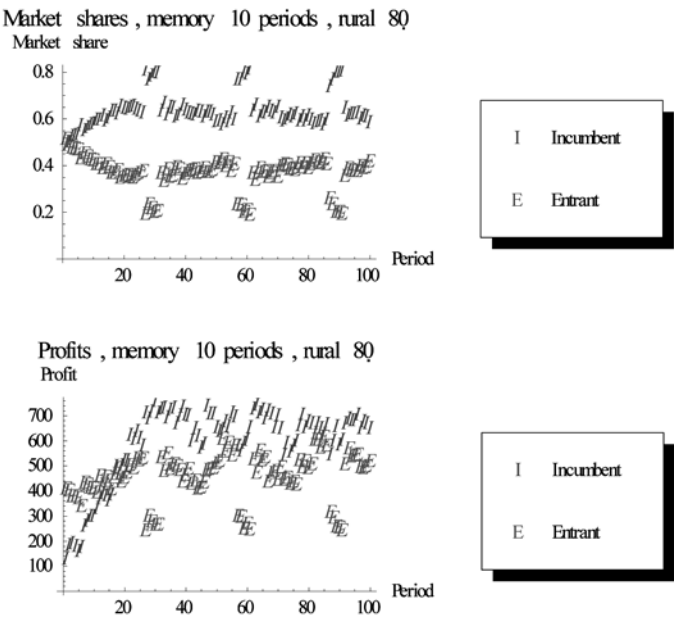 Market shares , memory 10 periods , rural 80.
Market share
0.8
0.6
0.4
0.2
20 40 60 80 100
Period
I Incumbent
E Entrant
Profits , memory 10 periods , rural 80.
Profit
700
600
500
400
300
200
100
20 40 60 80 100
Period
I Incumbent
E Entrant